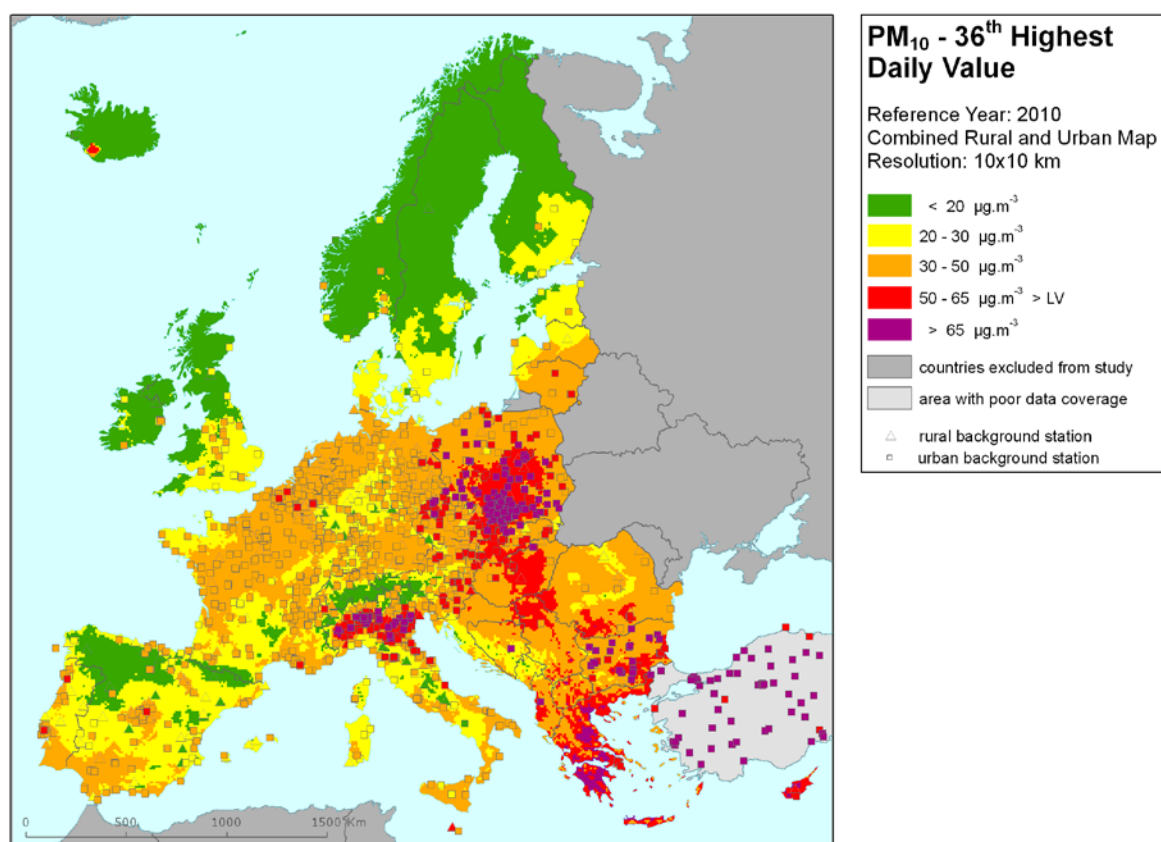 PM₁₀ - 36ᵗʰ Highest
Daily Value
Reference Year: 2010
Combined Rural and Urban Map
Resolution: 10x10 km
< 20 µg.m⁻³
20 - 30 µg.m⁻³
30 - 50 µg.m⁻³
50 - 65 µg.m⁻³ > LV
> 65 µg.m⁻³
countries excluded from study
area with poor data coverage
rural background station
urban background station
0 500 1000 1500 Km